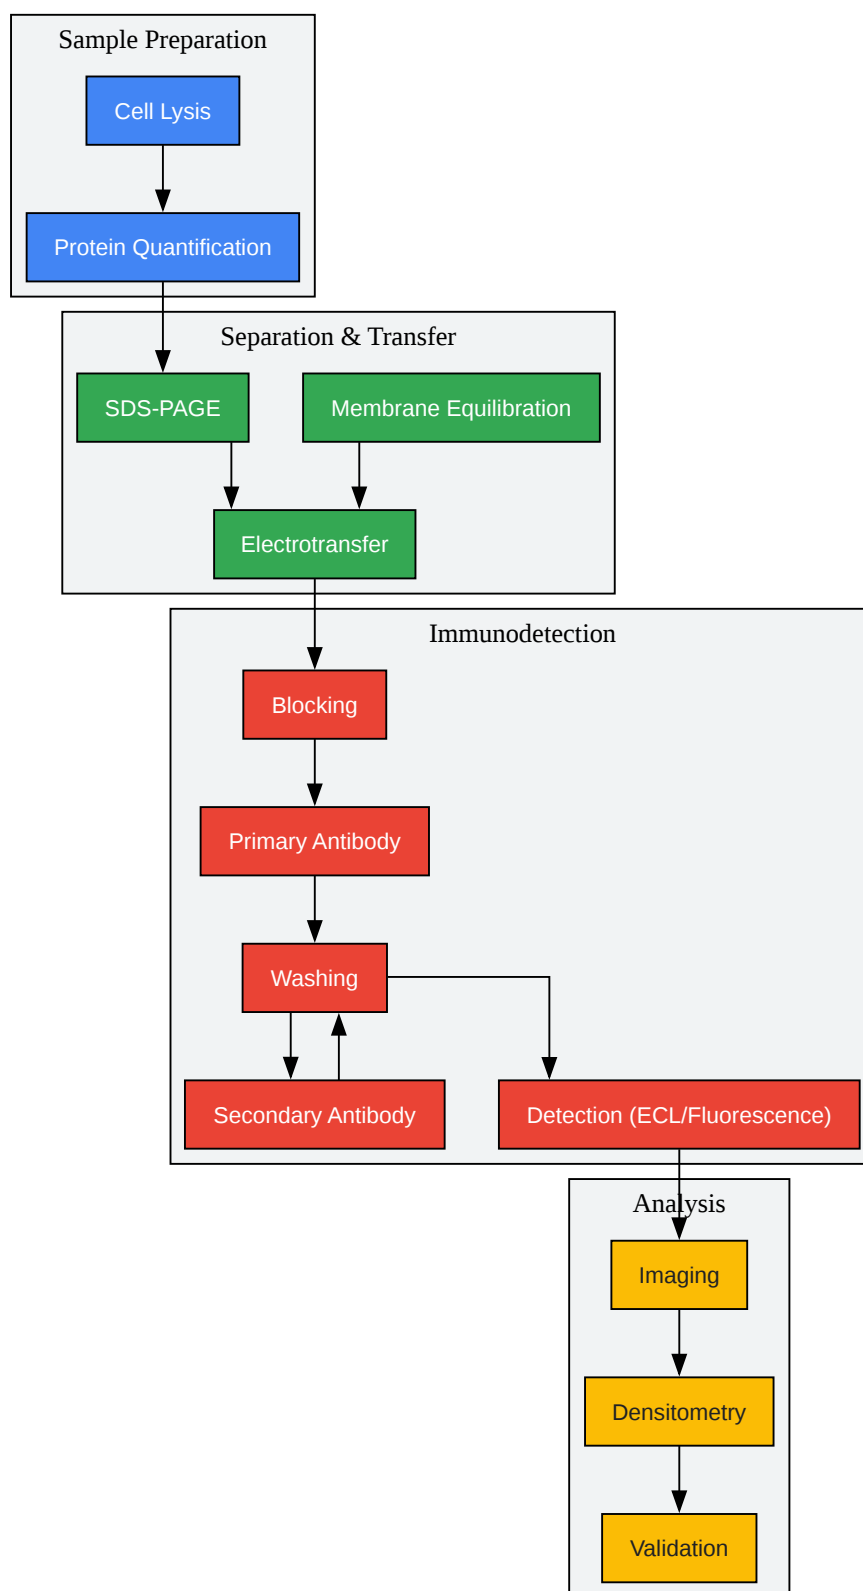 Sample Preparation
Cell Lysis
Protein Quantification
Separation & Transfer
SDS-PAGE
Membrane Equilibration
Electrotransfer
Immunodetection
Blocking
Primary Antibody
Washing
Secondary Antibody
Detection (ECL/Fluorescence)
Analysis
Imaging
Densitometry
Validation